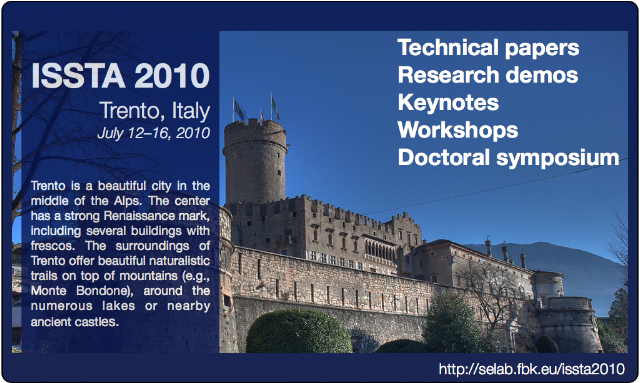 ISSTA 2010
Trento, Italy
July 12–16, 2010
Trento is a beautiful city in the
middle of the Alps. The center
has a strong Renaissance mark,
including several buildings with
frescos. The surroundings of
Trento offer beautiful naturalistic
trails on top of mountains (e.g.,
Monte Bondone), around the
numerous lakes or nearby
ancient castles.
Technical papers
Research demos
Keynotes
Workshops
Doctoral symposium
http://selab.fbk.eu/issta2010